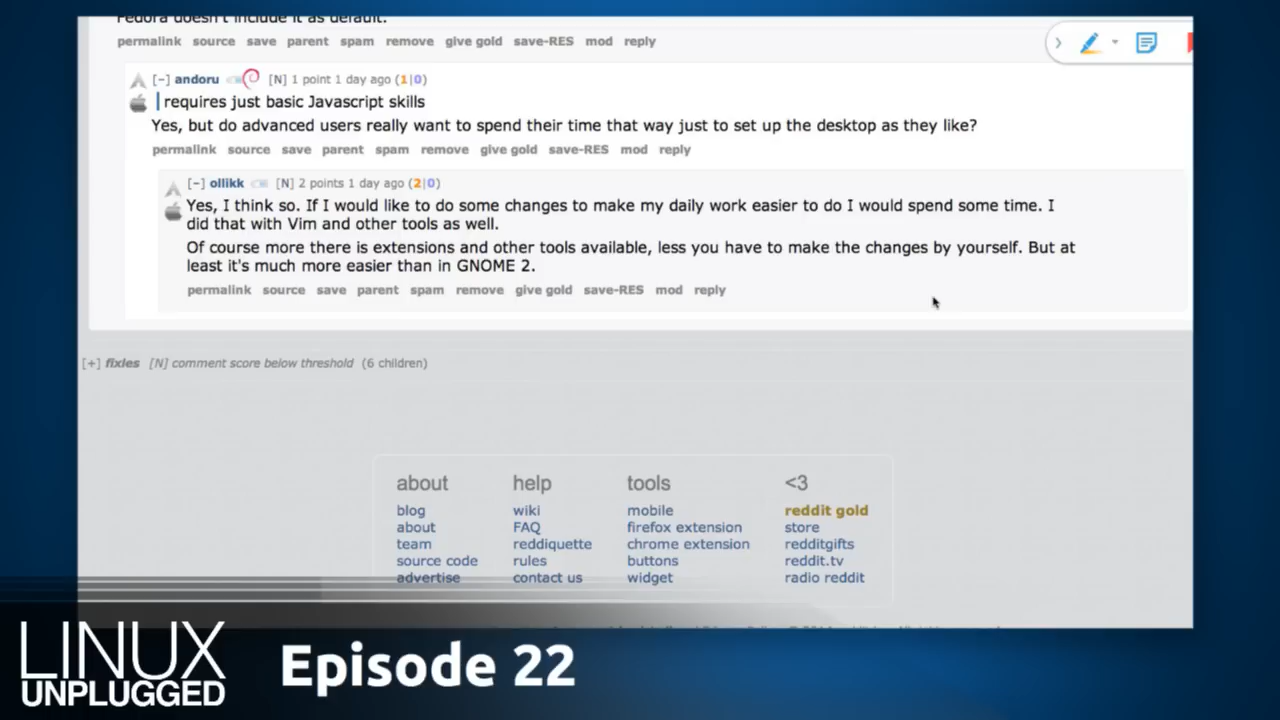 Fedora doesn't include it as default.
permalink source save parent spam remove give gold save-RES mod reply
[-] andoru [N] 1 point 1 day ago (1|0)
requires just basic Javascript skills
Yes, but do advanced users really want to spend their time that way just to set up the desktop as they like?
permalink source save parent spam remove give gold save-RES mod reply
[-] ollikk [N] 2 points 1 day ago (2|0)
Yes, I think so. If I would like to do some changes to make my daily work easier to do I would spend some time. I
did that with Vim and other tools as well.
Of course more there is extensions and other tools available, less you have to make the changes by yourself. But at
least it's much more easier than in GNOME 2.
permalink source save parent spam remove give gold save-RES mod reply
[+] fixles [N] comment score below threshold (6 children)
about help tools <3
blog wiki mobile reddit gold
about FAQ firefox extension store
team reddiquette chrome extension redditgifts
source code rules buttons reddit.tv
advertise contact us widget radio reddit
LINUX
UNPLUGGED
Episode 22